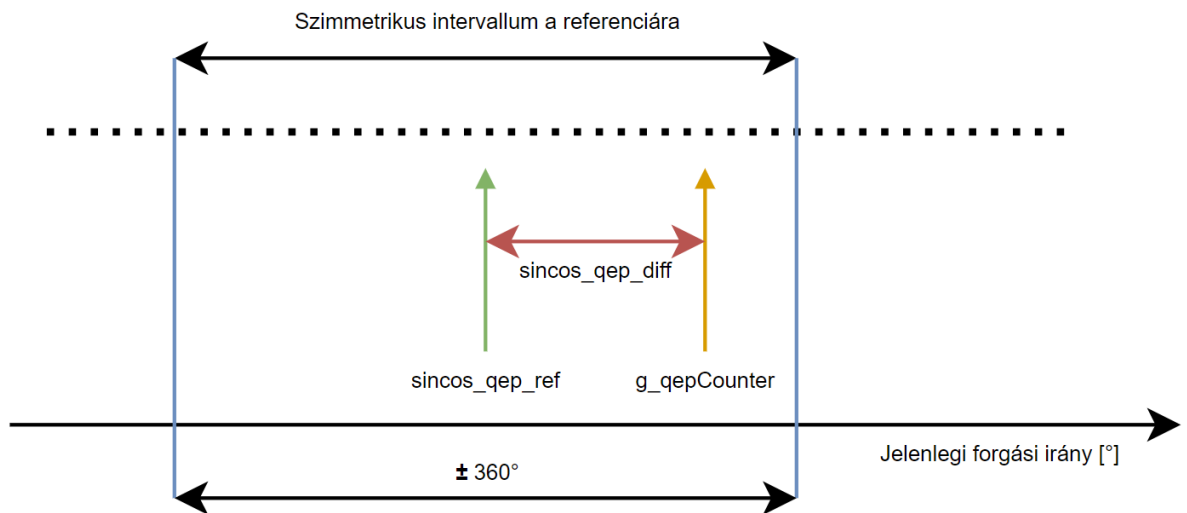 Szimmetrikus intervallum a referenciára
sincos_qep_diff
sincos_qep_ref
g_qepCounter
Jelenlegi forgási irány [°]
± 360°